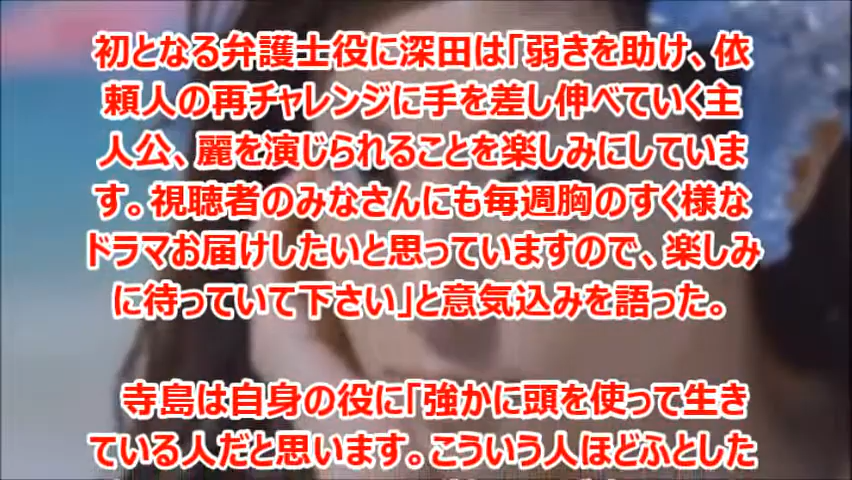 初となる弁護士役に深田は「弱きを助け、依
頼人の再チャレンジに手を差し伸べていく主
人公、麗を演じられることを楽しみにしていま
す。視聴者のみなさんにも毎週胸のすく様な
ドラマお届けしたいと思っていますので、楽しみ
に待っていて下さい」と意気込みを語った。
寺島は自身の役に「強かに頭を使って生き
ている人だと思います。こういう人ほどふとした